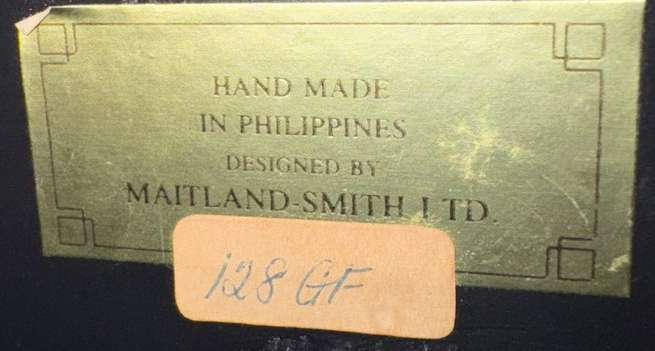 HAND MADE
IN PHILIPPINES
DESIGNED BY
MAITLAND-SMITH LTD.
128 GF